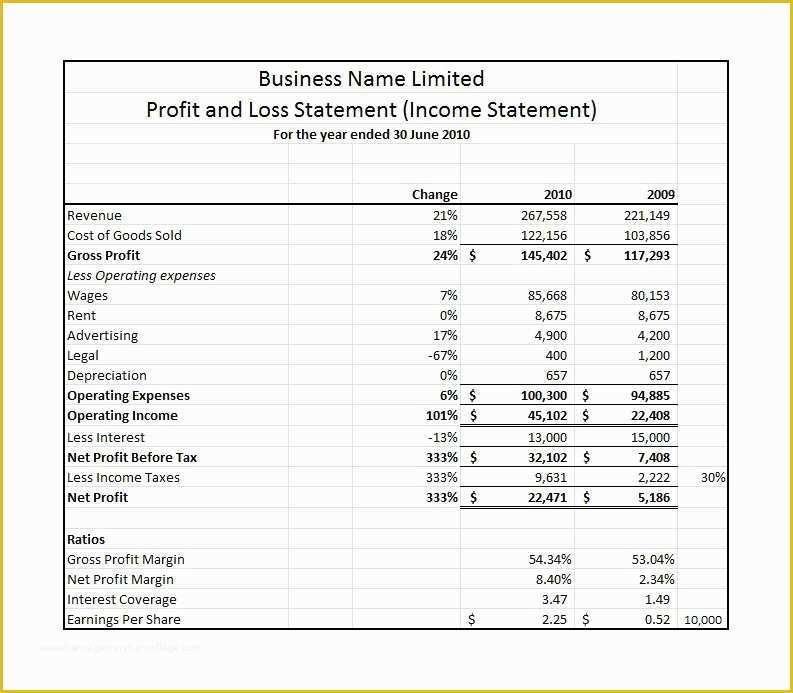 Business Name Limited
Profit and Loss Statement (Income Statement)
For the year ended 30 June 2010
Change 2010 2009
Revenue 21% 267,558 221,149
Cost of Goods Sold 18% 122,156 103,856
Gross Profit 24% $ 145,402 $ 117,293
Less Operating expenses
Wages 7% 85,668 80,153
Rent 0% 8,675 8,675
Advertising 17% 4,900 4,200
Legal -67% 400 1,200
Depreciation 0% 657 657
Operating Expenses 6% $ 100,300 $ 94,885
Operating Income 101% $ 45,102 $ 22,408
Less Interest -13% 13,000 15,000
Net Profit Before Tax 333% $ 32,102 $ 7,408
Less Income Taxes 333% 9,631 2,222 30%
Net Profit 333% $ 22,471 $ 5,186
Ratios
Gross Profit Margin 54.34% 53.04%
Net Profit Margin 8.40% 2.34%
Interest Coverage 3.47 1.49
Earnings Per Share $ 2.25 $ 0.52 10,000